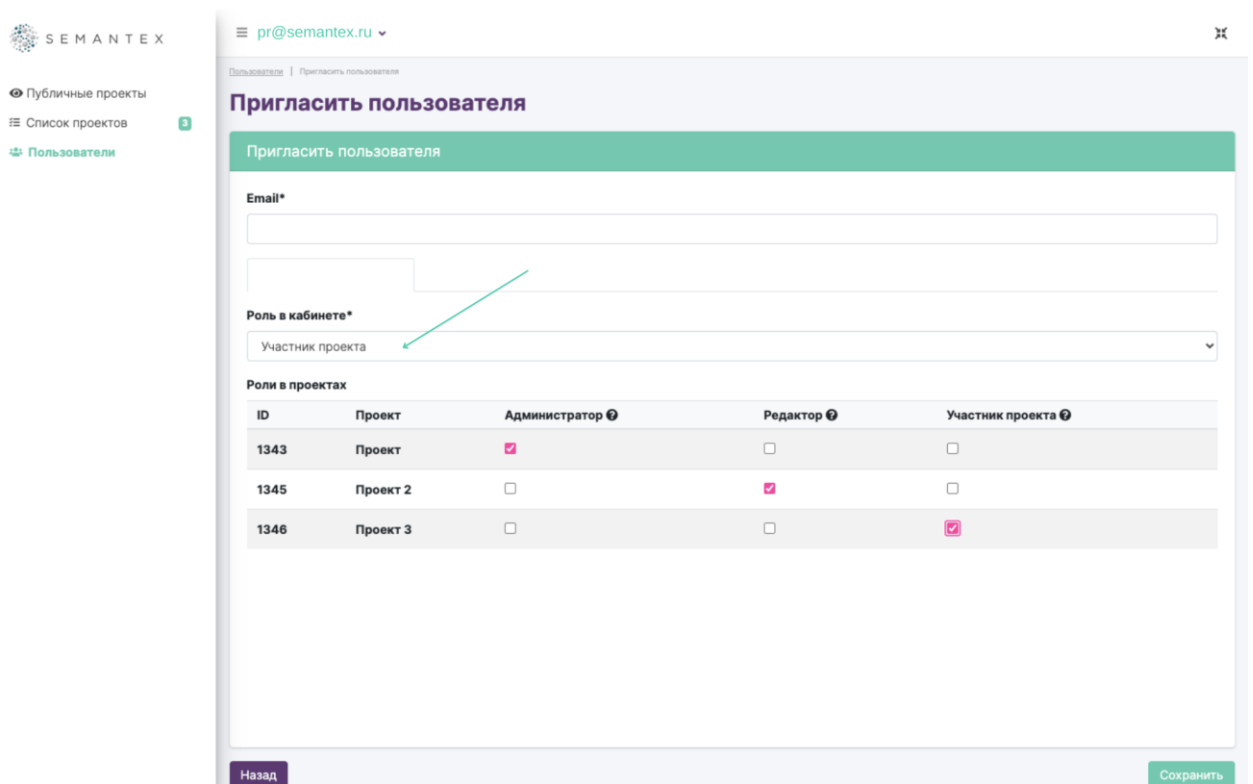 SEMANTEX
pr@semantex.ru
Пользователи | Пригласить пользователя
Публичные проекты
Список проектов 3
Пользователи
Пригласить пользователя
Пригласить пользователя
Email*
Роль в кабинете*
Участник проекта
Роли в проектах
ID Проект Администратор Редактор Участник проекта
1343 Проект
1345 Проект 2
1346 Проект 3
Назад Сохранить